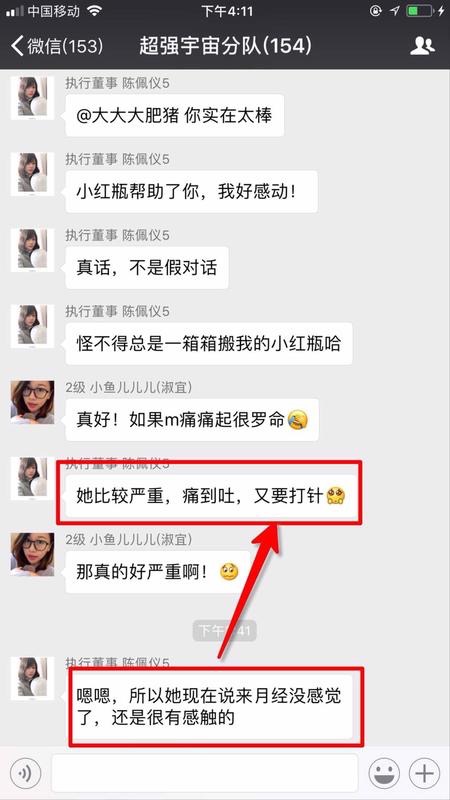 中国移动
下午4:11
微信(153)
超强宇宙分队(154)
执行董事 陈佩仪5
@大大大肥猪 你实在太棒
执行董事 陈佩仪5
小红瓶帮助了你，我好感动！
执行董事 陈佩仪5
真话，不是假对话
执行董事 陈佩仪5
怪不得总是一箱箱搬我的小红瓶哈
2级 小鱼儿儿儿(淑宜)
真好！如果m痛痛起很罗命
执行董事 陈佩仪5
她比较严重，痛到吐，又要打针
2级 小鱼儿儿儿(淑宜)
那真的好严重啊！
下午
41
执行董事 陈佩仪5
嗯嗯，所以她现在说来月经没感觉
了，还是很有感触的